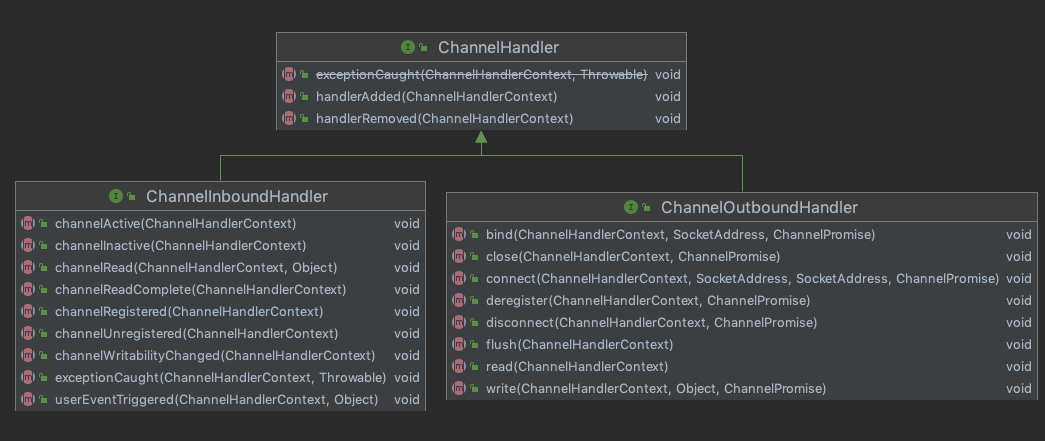 ChannelHandler
exceptionCaught(ChannelHandlerContext, Throwable) void
handlerAdded(ChannelHandlerContext) void
handlerRemoved(ChannelHandlerContext) void
ChannelInboundHandler
channelActive(ChannelHandlerContext) void
channelInactive(ChannelHandlerContext) void
channelRead(ChannelHandlerContext, Object) void
channelReadComplete(ChannelHandlerContext) void
channelRegistered(ChannelHandlerContext) void
channelUnregistered(ChannelHandlerContext) void
channelWritabilityChanged(ChannelHandlerContext) void
exceptionCaught(ChannelHandlerContext, Throwable) void
userEventTriggered(ChannelHandlerContext, Object) void
ChannelOutboundHandler
bind(ChannelHandlerContext, SocketAddress, ChannelPromise) void
close(ChannelHandlerContext, ChannelPromise) void
connect(ChannelHandlerContext, SocketAddress, SocketAddress, ChannelPromise) void
deregister(ChannelHandlerContext, ChannelPromise) void
disconnect(ChannelHandlerContext, ChannelPromise) void
flush(ChannelHandlerContext) void
read(ChannelHandlerContext) void
write(ChannelHandlerContext, Object, ChannelPromise) void